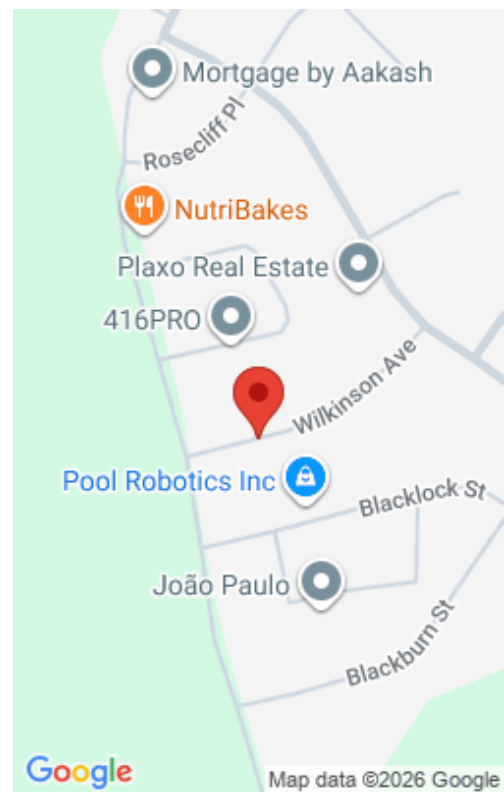 Mortgage by Aakash
Rosecliff Pl
NutriBakes
Plaxo Real Estate
416PRO
Wilkinson Ave
Pool Robotics Inc
Blacklock St
João Paulo
Blackburn St
Google
Map data ©2026 Google